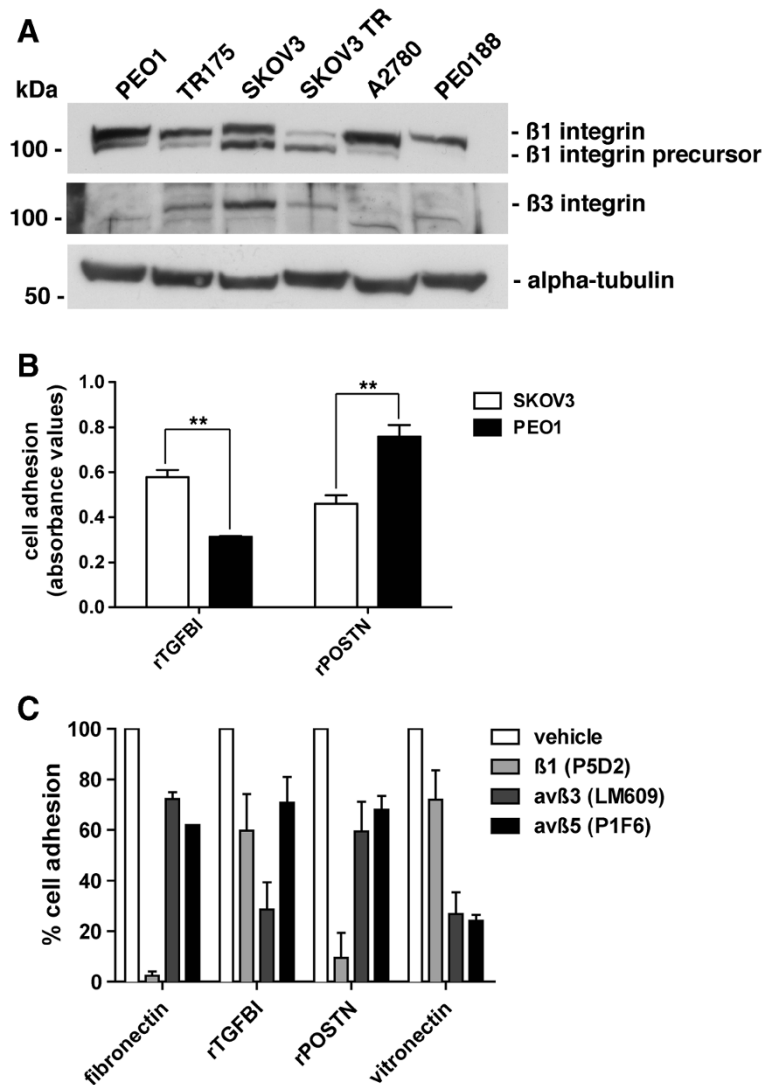 A
PEO1 TR175 SKOV3 SKOV3 TR A2780 PE0188
kDa
100 -
- ß1 integrin
- ß1 integrin precursor
100 -
- ß3 integrin
50 -
- alpha-tubulin
B
cell adhesion
(absorbance values)
1.0
0.8
0.6
0.4
0.2
0.0
**
**
SKOV3
PEO1
rTGFBI rPOSTN
C
% cell adhesion
100
80
60
40
20
0
vehicle
ß1 (P5D2)
avß3 (LM609)
avß5 (P1F6)
fibronectin rTGFBI rPOSTN vitronectin